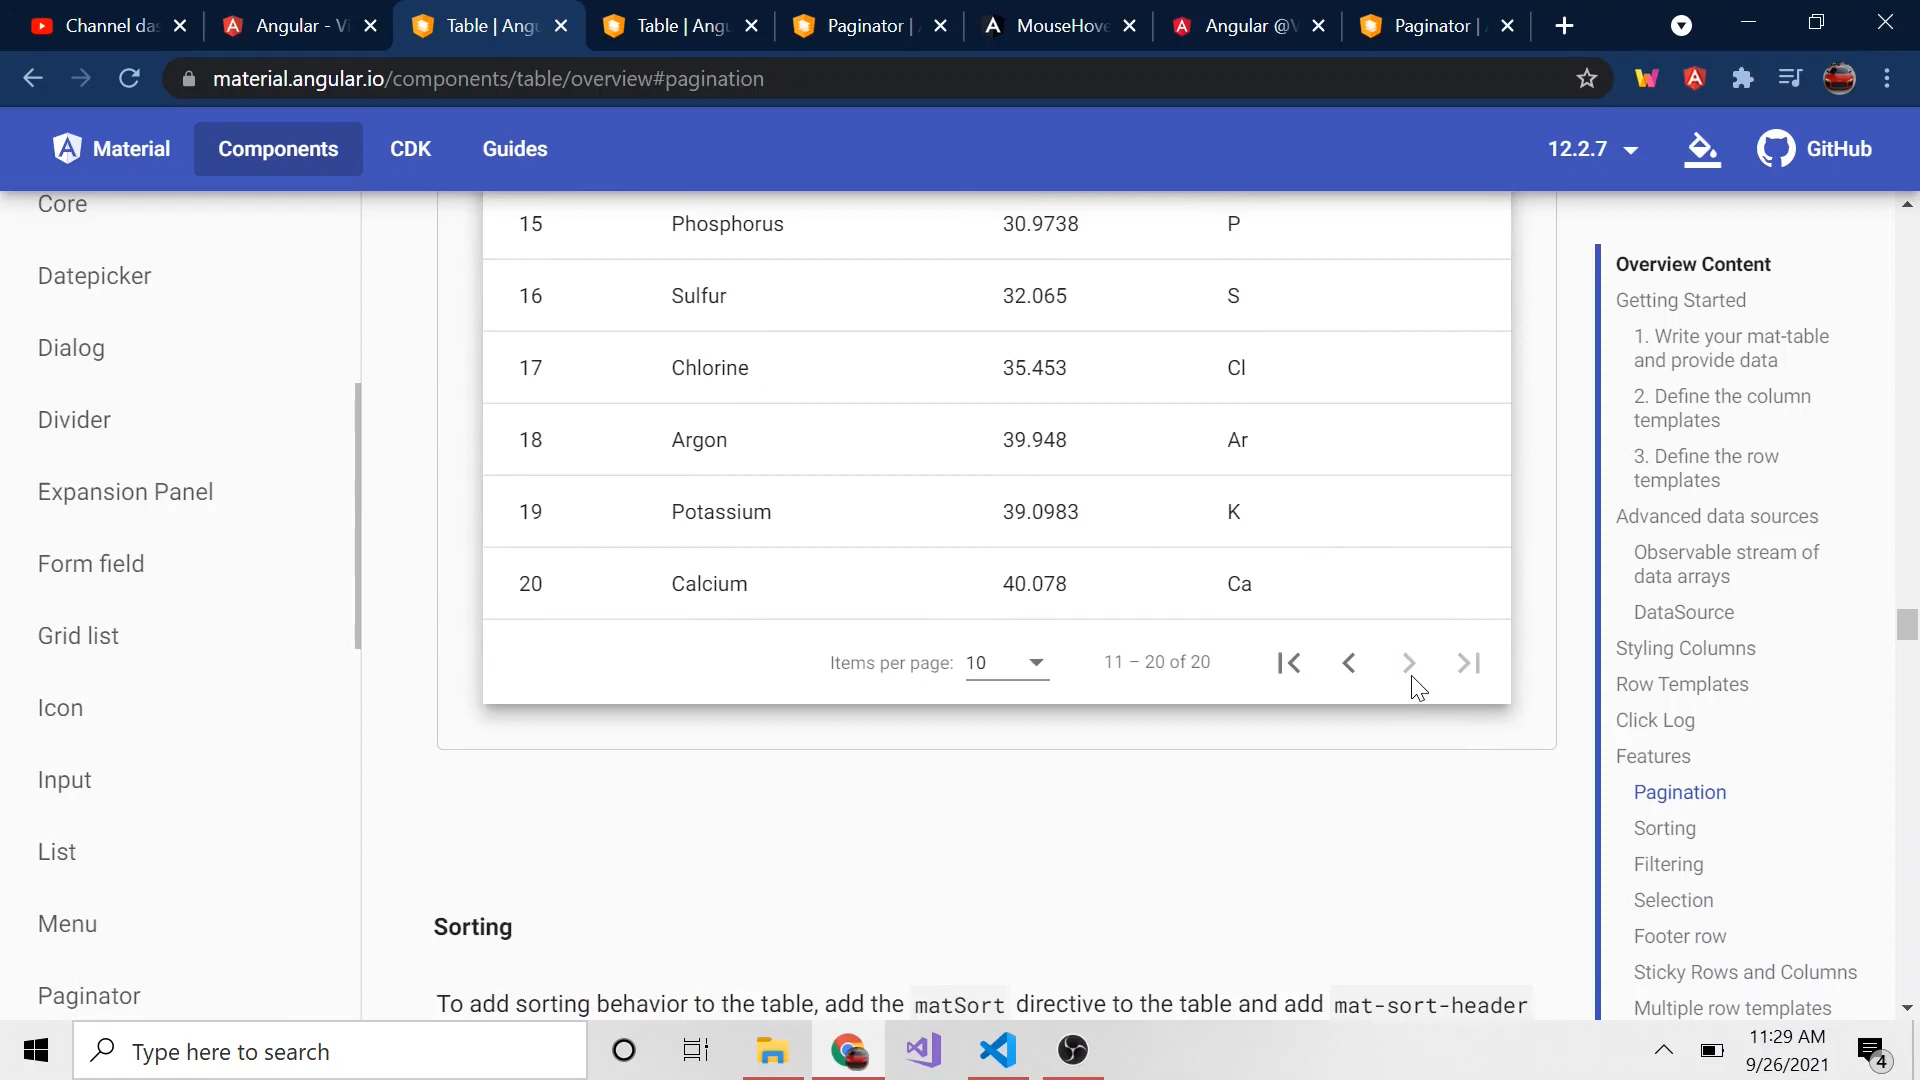 Channel da
Angular - Vi
Table | Angu
Table | Angu
Paginator |
MouseHove
Angular @V
Paginator |
material.angular.io/components/table/overview#pagination
Material
Components
CDK
Guides
12.2.7
GitHub
Core
Datepicker
Dialog
Divider
Expansion Panel
Form field
Grid list
Icon
Input
List
Menu
Paginator
15 Phosphorus 30.9738 P
16 Sulfur 32.065 S
17 Chlorine 35.453 Cl
18 Argon 39.948 Ar
19 Potassium 39.0983 K
20 Calcium 40.078 Ca
Items per page: 10 11 – 20 of 20
Sorting
To add sorting behavior to the table, add the matSort directive to the table and add mat-sort-header
Overview Content
Getting Started
1. Write your mat-table
and provide data
2. Define the column
templates
3. Define the row
templates
Advanced data sources
Observable stream of
data arrays
DataSource
Styling Columns
Row Templates
Click Log
Features
Pagination
Sorting
Filtering
Selection
Footer row
Sticky Rows and Columns
Multiple row templates
Type here to search
11:29 AM
9/26/2021
4